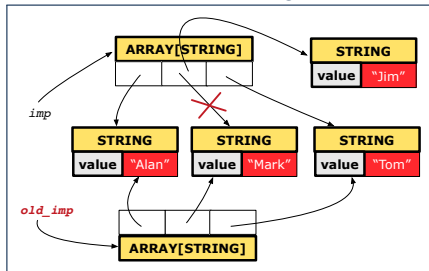 ARRAY[STRING]
STRING
value "Jim"
imp
STRING STRING STRING
value "Alan" value "Mark" value "Tom"
old_imp
ARRAY[STRING]